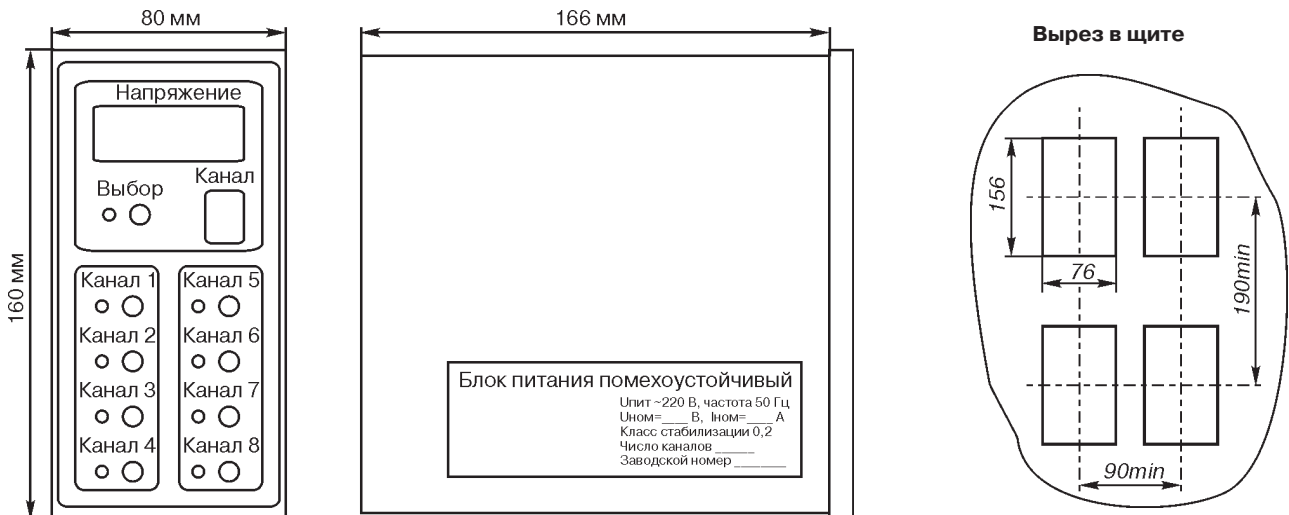 80 мм
160 мм
Напряжение
Выбор
Канал
Канал 1
Канал 2
Канал 3
Канал 4
Канал 5
Канал 6
Канал 7
Канал 8
166 мм
Блок питания помехоустойчивый
Uпит ~220 В, частота 50 Гц
Uном=____ В, Iном=____ А
Класс стабилизации 0,2
Число каналов ______
Заводской номер ________
Вырез в щите
156
76
190min
90min